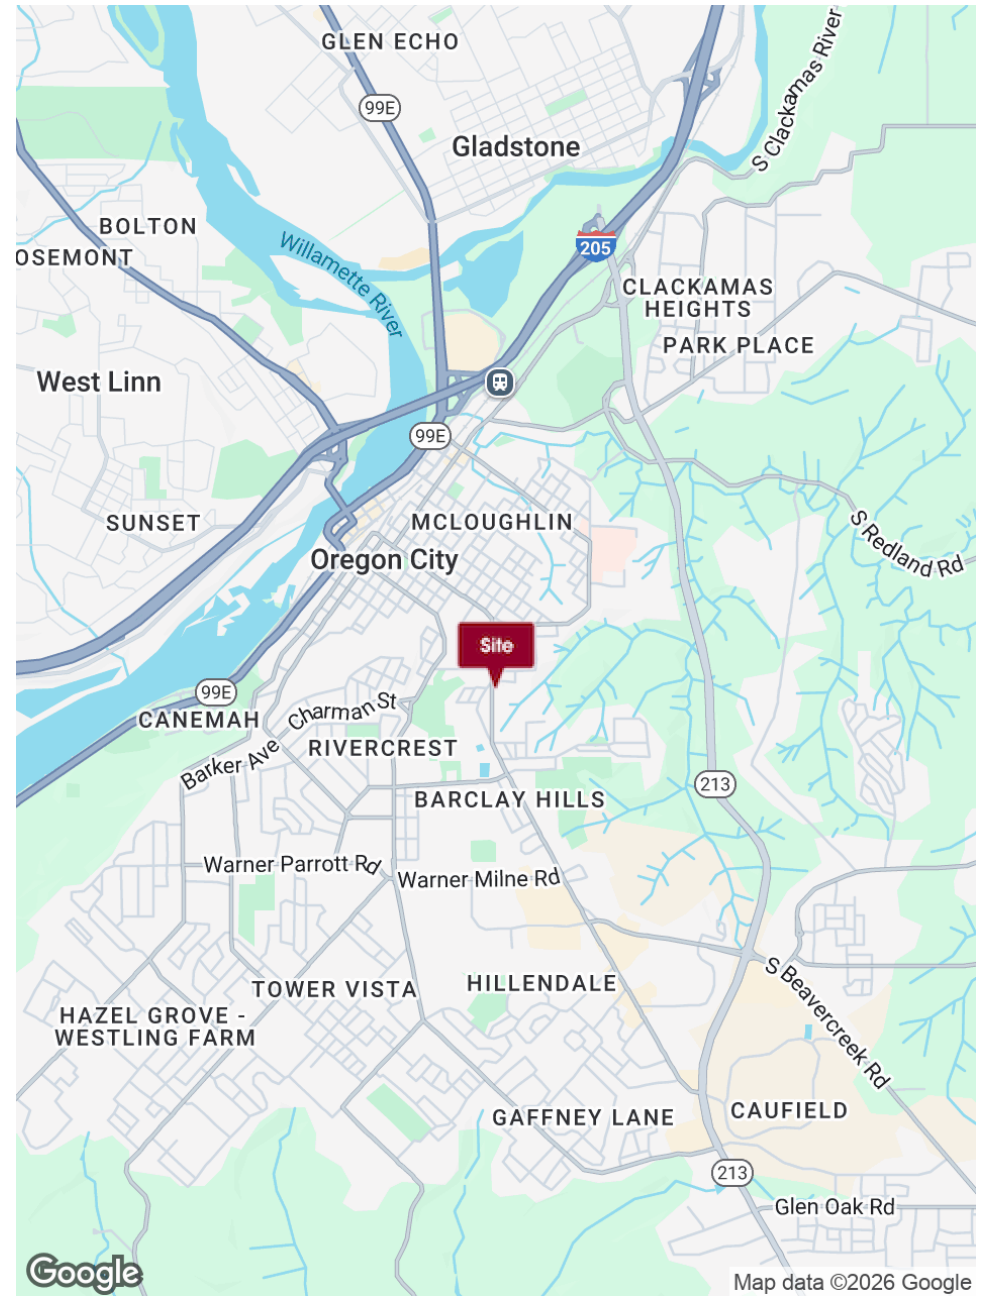 GLEN ECHO
99E
Gladstone
S Clackamas River
BOLTON
OSEMONT
Willamette River
205
CLACKAMAS
HEIGHTS
PARK PLACE
West Linn
99E
SUNSET
MCLOUGHLIN
S Redland Rd
Oregon City
Site
99E
CANEMAH
Charman St
Barker Ave
RIVERCREST
213
BARCLAY HILLS
Warner Parrott Rd
Warner Milne Rd
S Beavercreek Rd
TOWER VISTA
HILLENDALE
HAZEL GROVE -
WESTLING FARM
GAFFNEY LANE
CAUFIELD
213
Glen Oak Rd
Google
Map data ©2026 Google